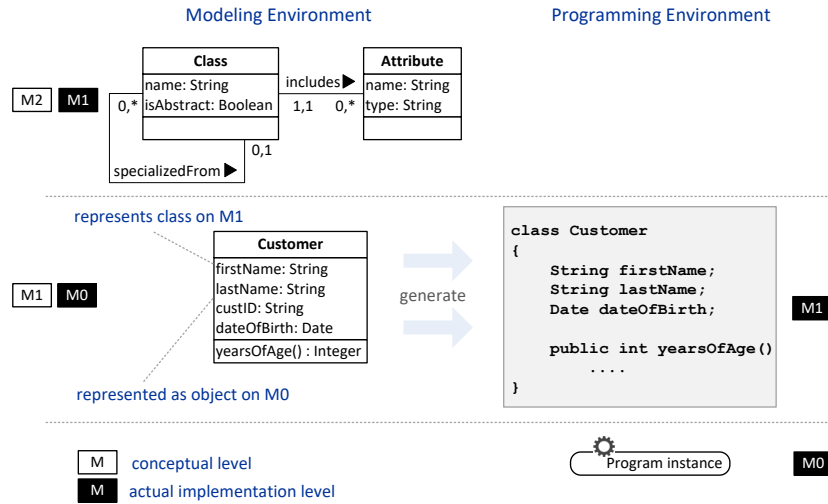 Modeling Environment
Programming Environment
Class
name: String
isAbstract: Boolean
includes
Attribute
name: String
type: String
M2
M1
0,*
1,1
0,*
0,1
specializedFrom
represents class on M1
Customer
firstName: String
lastName: String
custID: String
dateOfBirth: Date
yearsOfAge() : Integer
M1
M0
generate
represented as object on M0
class Customer
{
String firstName;
String lastName;
Date dateOfBirth;
public int yearsOfAge()
....
}
M1
M conceptual level
M actual implementation level
Program instance
M0